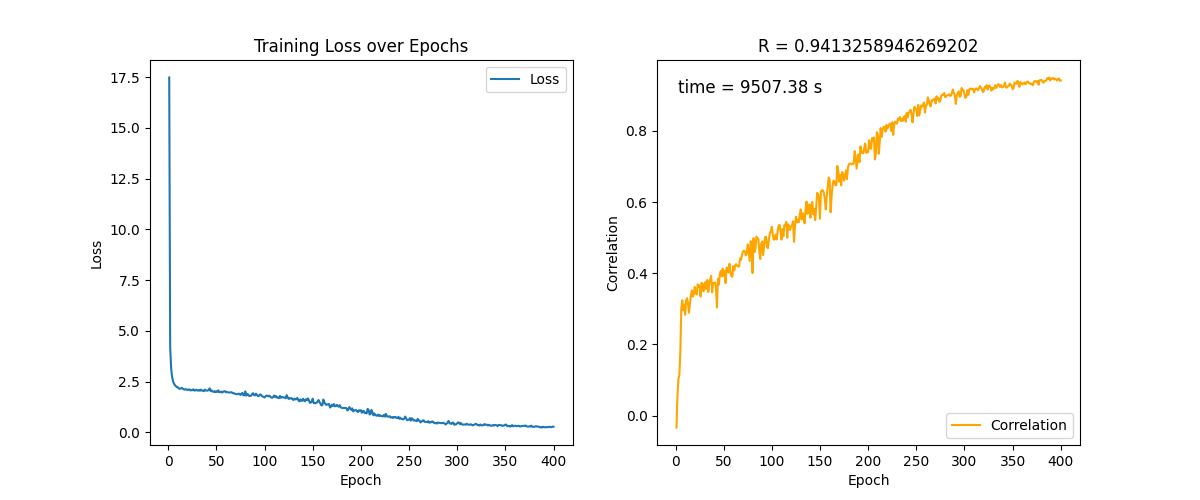 Training Loss over Epochs
Loss
17.5
15.0
12.5
10.0
7.5
5.0
2.5
0.0
Loss
0 50 100 150 200 250 300 350 400
Epoch
R = 0.9413258946269202
time = 9507.38 s
0.8
0.6
0.4
0.2
0.0
Correlation
Correlation
0 50 100 150 200 250 300 350 400
Epoch